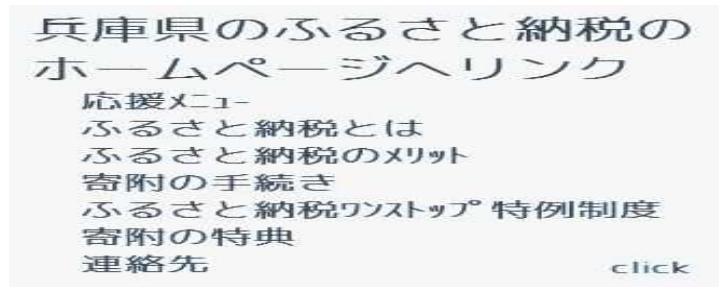 兵庫県のふるさと納税の
ホームページへリンク
応援ﾒﾆｭｰ
ふるさと納税とは
ふるさと納税のﾒﾘｯﾄ
寄附の手続き
ふるさと納税ﾜﾝｽﾄｯﾌﾟ特例制度
寄附の特典
連絡先 click